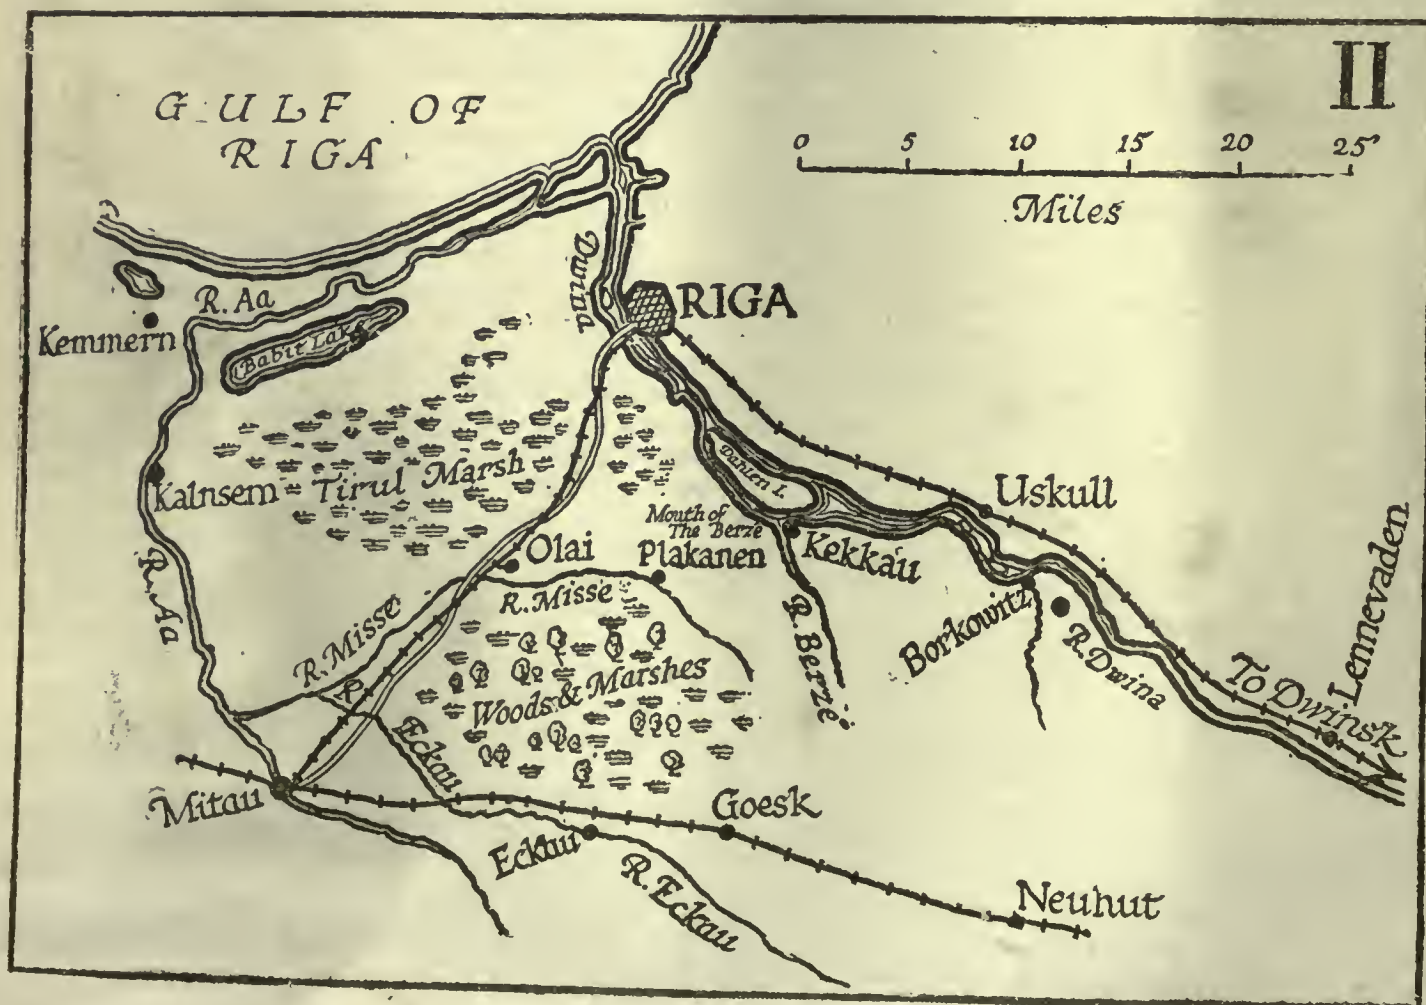 II
GULF OF
RIGA
0 5 10 15 20 25
Miles
Dwina
RIGA
R. Aa
Kemmern
Babit Lake
Tirul Marsh
Kalnsem
Dahlen I.
Uskull
Mouth of
The Berze
Olai
Plakanen
Kekkau
R. Misse
R. Misse
R. Aa
R. Berze
Borkowitz
R. Dwina
Lennevaden
To Dwinsk
Woods & Marshes
R. Eckau
Mitau
Goesk
Eckau
R. Eckau
Neuhut